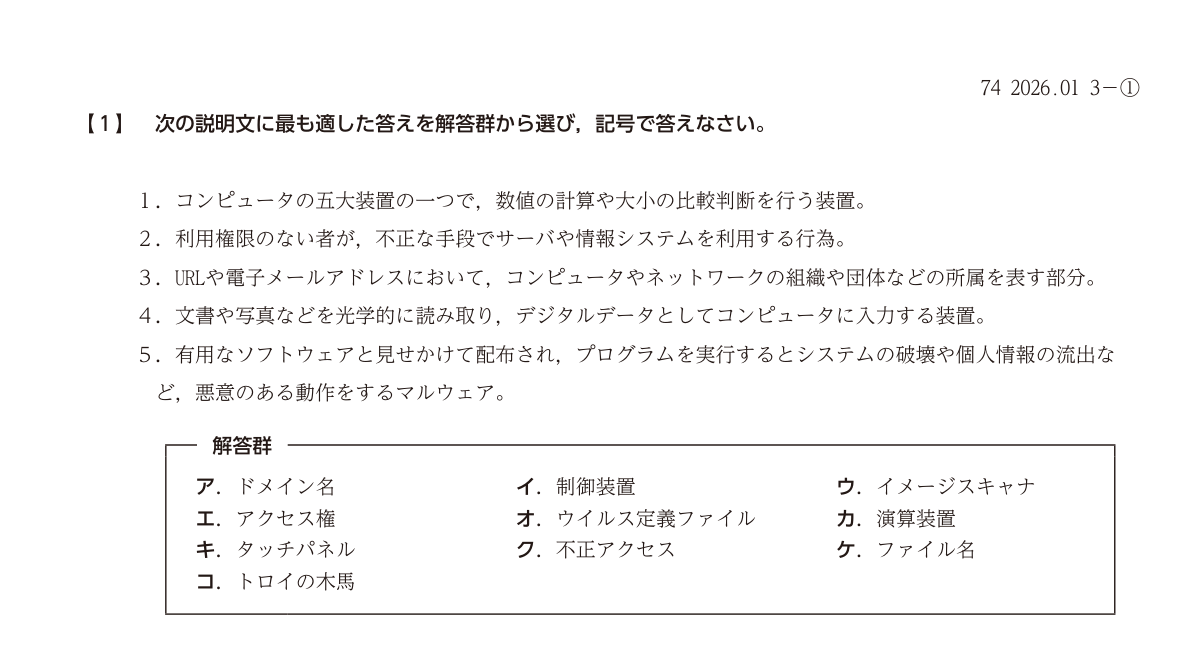 74 2026.01 3－①
【１】　次の説明文に最も適した答えを解答群から選び，記号で答えなさい。
１．コンピュータの五大装置の一つで，数値の計算や大小の比較判断を行う装置。
２．利用権限のない者が，不正な手段でサーバや情報システムを利用する行為。
３．URLや電子メールアドレスにおいて，コンピュータやネットワークの組織や団体などの所属を表す部分。
４．文書や写真などを光学的に読み取り，デジタルデータとしてコンピュータに入力する装置。
５．有用なソフトウェアと見せかけて配布され，プログラムを実行するとシステムの破壊や個人情報の流出な
ど，悪意のある動作をするマルウェア。
解答群
ア．ドメイン名　イ．制御装置　ウ．イメージスキャナ
エ．アクセス権　オ．ウイルス定義ファイル　カ．演算装置
キ．タッチパネル　ク．不正アクセス　ケ．ファイル名
コ．トロイの木馬